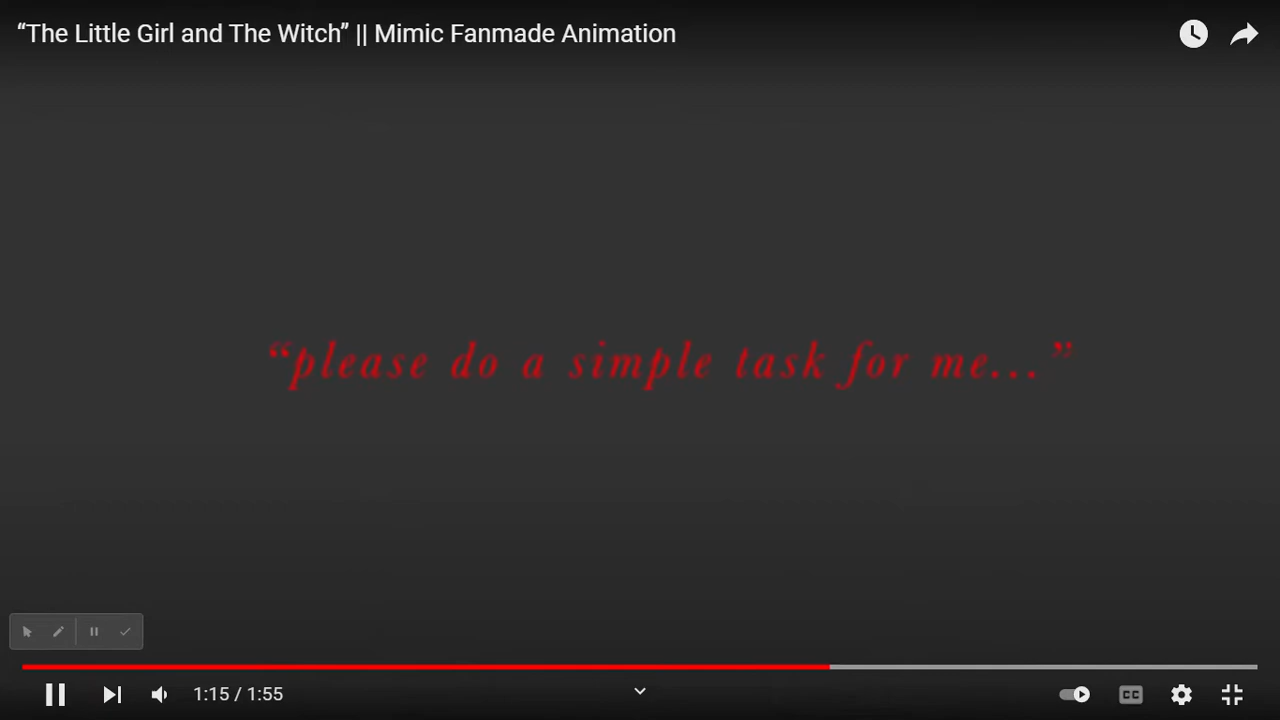 “The Little Girl and The Witch” || Mimic Fanmade Animation
“please do a simple task for me...”
1:15 / 1:55
CC